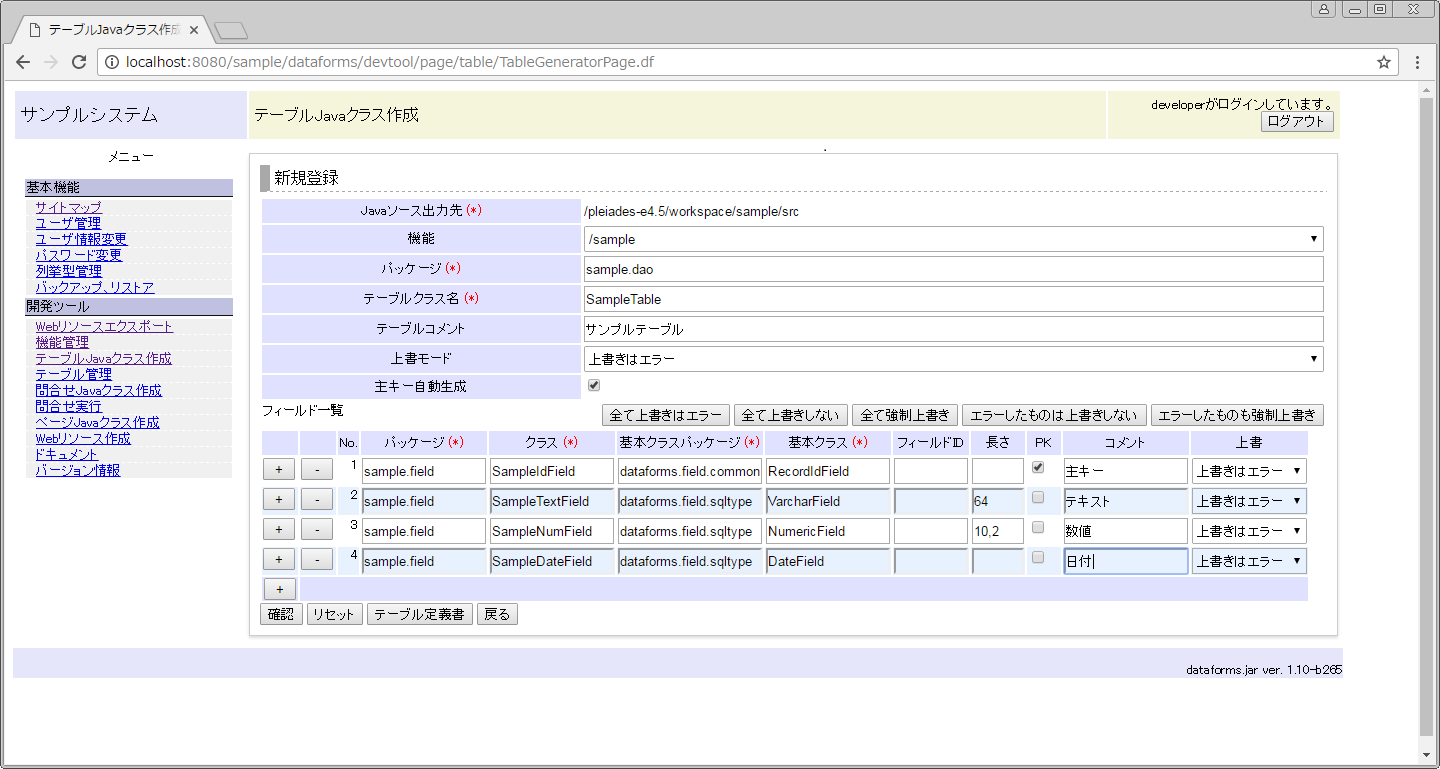 テーブルJavaクラス作成
localhost:8080/sample/dataforms/devtool/page/table/TableGeneratorPage.df
サンプルシステム
テーブルJavaクラス作成
developerがログインしています。
ログアウト
メニュー
基本機能
サイトマップ
ユーザ管理
ユーザ情報変更
パスワード変更
列挙型管理
バックアップ、リストア
開発ツール
Webリソースエクスポート
機能管理
テーブルJavaクラス作成
テーブル管理
問合せJavaクラス作成
問合せ実行
ページJavaクラス作成
Webリソース作成
ドキュメント
バージョン情報
新規登録
Javaソース出力先 (*) /pleiades-e4.5/workspace/sample/src
機能 /sample
パッケージ (*) sample.dao
テーブルクラス名 (*) SampleTable
テーブルコメント サンプルテーブル
上書モード 上書きはエラー
主キー自動生成
フィールド一覧 全て上書きはエラー 全て上書きしない 全て強制上書き エラーしたものは上書きしない エラーしたものも強制上書き
No. パッケージ (*) クラス (*) 基本クラスパッケージ (*) 基本クラス (*) フィールドID 長さ PK コメント 上書
+ - 1 sample.field SampleIdField dataforms.field.common RecordIdField 主キー 上書きはエラー
+ - 2 sample.field SampleTextField dataforms.field.sqltype VarcharField 64 テキスト 上書きはエラー
+ - 3 sample.field SampleNumField dataforms.field.sqltype NumericField 10,2 数値 上書きはエラー
+ - 4 sample.field SampleDateField dataforms.field.sqltype DateField 日付 上書きはエラー
+
確認 リセット テーブル定義書 戻る
dataforms.jar ver. 1.10-b265